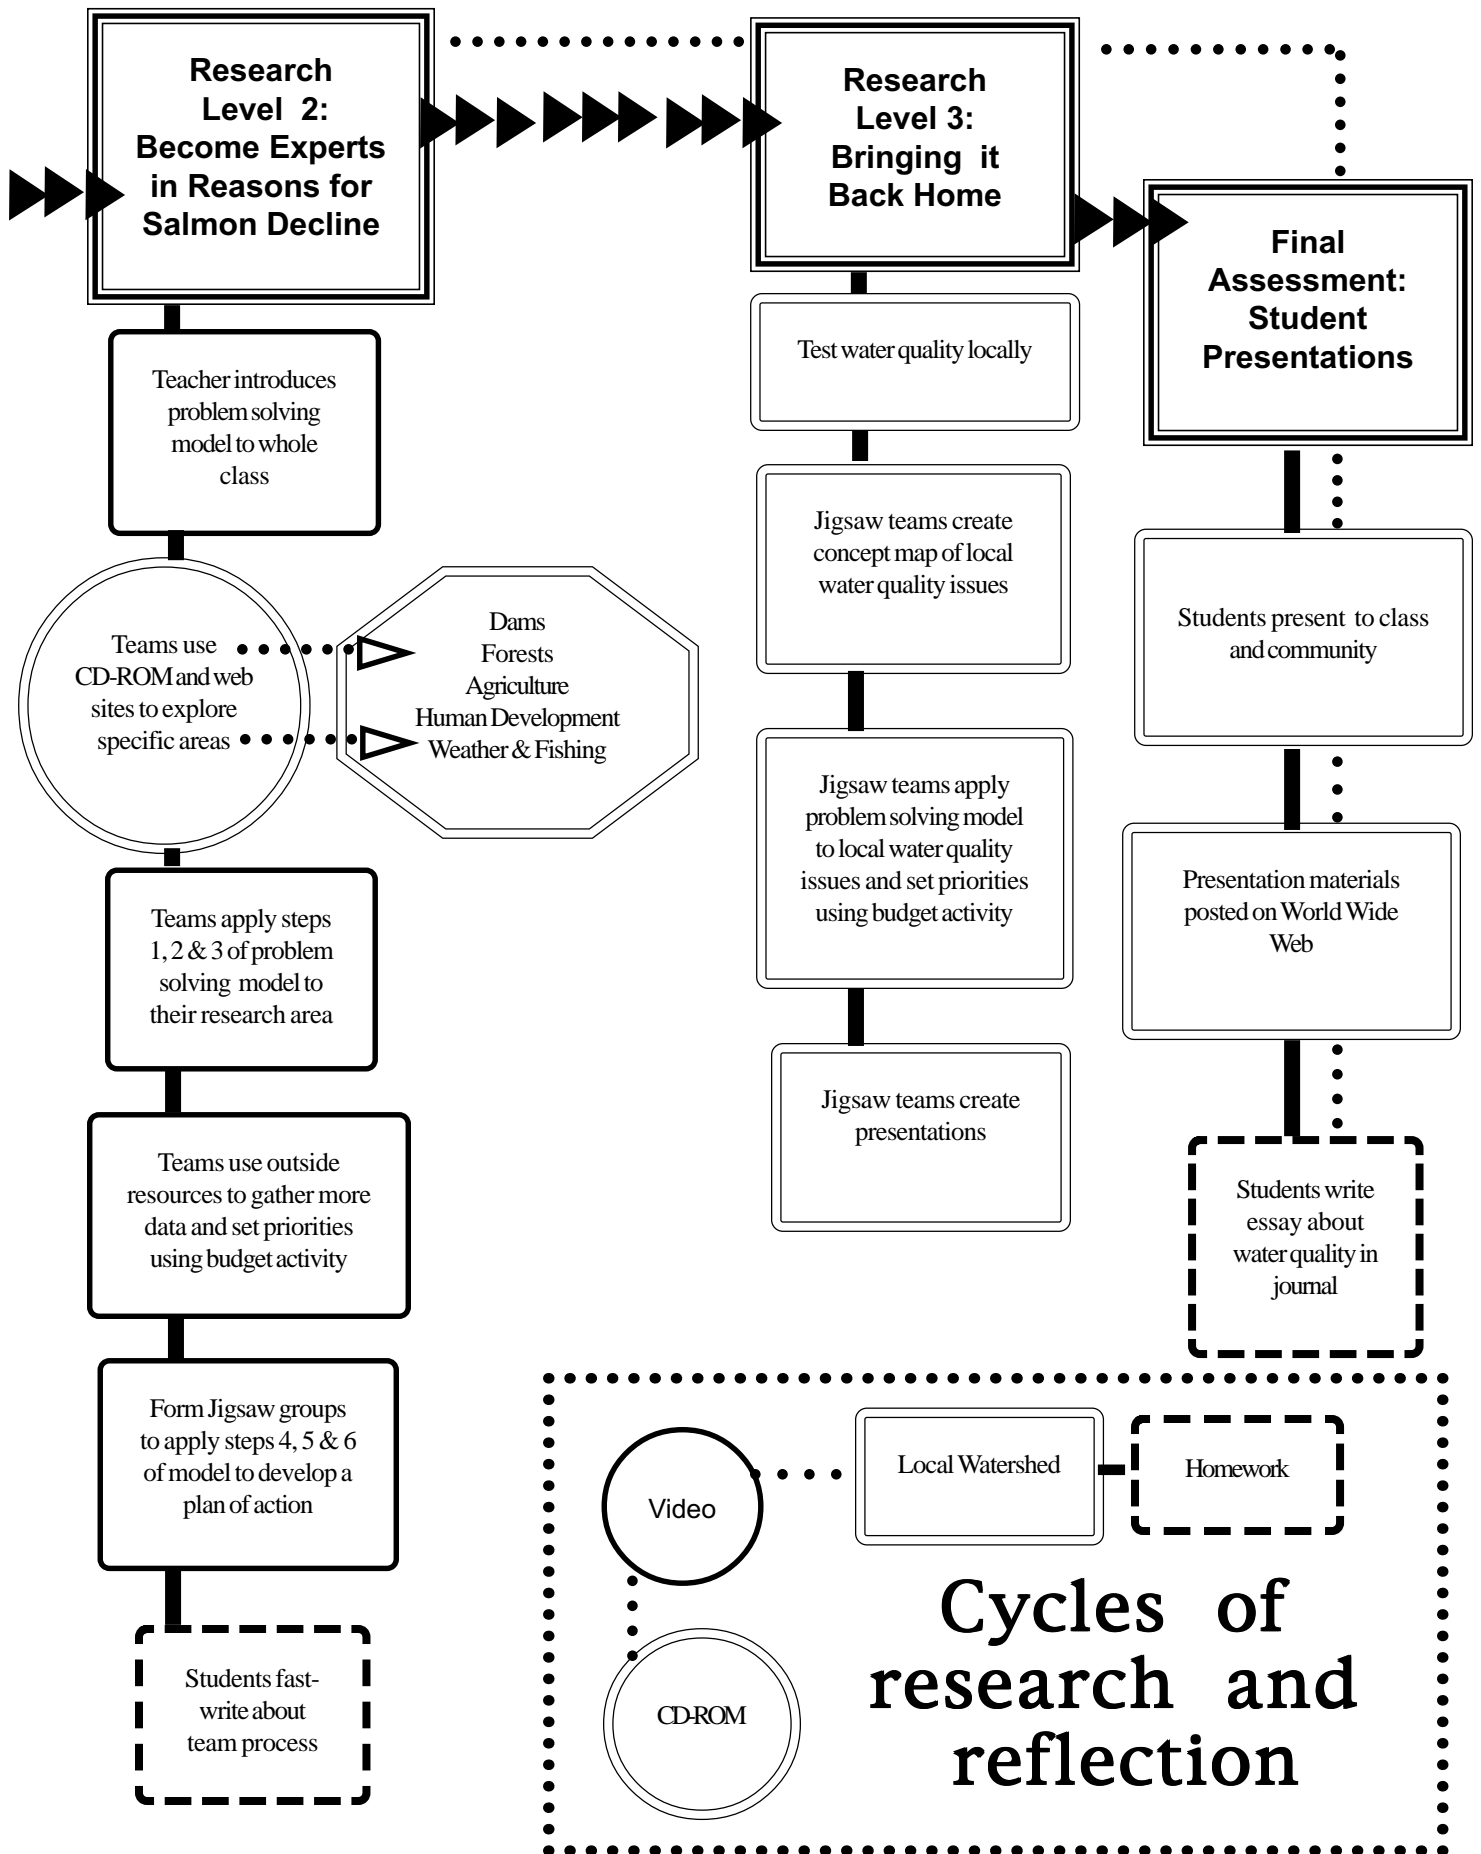 Research
Level 2:
Become Experts
in Reasons for
Salmon Decline
Teacher introduces
problem solving
model to whole
class
Teams use
CD-ROM and web
sites to explore
specific areas
Dams
Forests
Agriculture
Human Development
Weather & Fishing
Teams apply steps
1, 2 & 3 of problem
solving model to
their research area
Teams use outside
resources to gather more
data and set priorities
using budget activity
Form Jigsaw groups
to apply steps 4, 5 & 6
of model to develop a
plan of action
Students fast-
write about
team process
Research
Level 3:
Bringing it
Back Home
Test water quality locally
Jigsaw teams create
concept map of local
water quality issues
Jigsaw teams apply
problem solving model
to local water quality
issues and set priorities
using budget activity
Jigsaw teams create
presentations
Final
Assessment:
Student
Presentations
Students present to class
and community
Presentation materials
posted on World Wide
Web
Students write
essay about
water quality in
journal
Video
Local Watershed
Homework
CD-ROM
Cycles of
research and
reflection